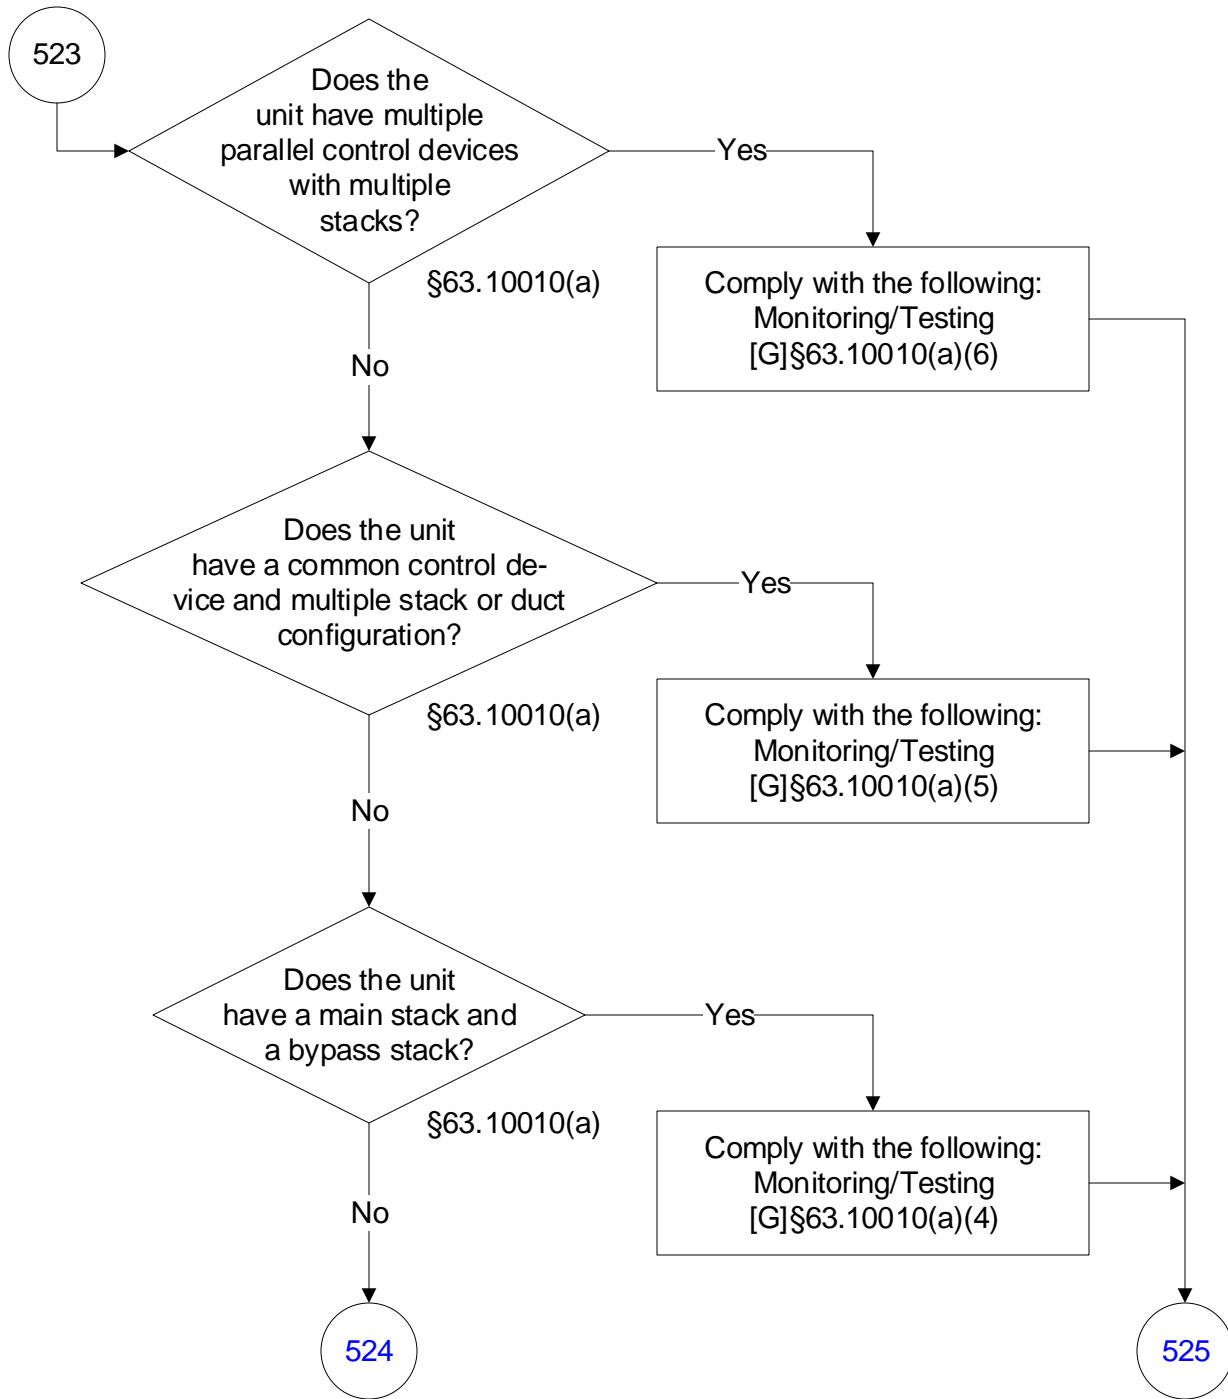 523
Does the
unit have multiple
parallel control devices
with multiple
stacks?
Yes
§63.10010(a)
Comply with the following:
Monitoring/Testing
[G]§63.10010(a)(6)
No
Does the unit
have a common control de-
vice and multiple stack or duct
configuration?
Yes
§63.10010(a)
Comply with the following:
Monitoring/Testing
[G]§63.10010(a)(5)
No
Does the unit
have a main stack and
a bypass stack?
Yes
§63.10010(a)
Comply with the following:
Monitoring/Testing
[G]§63.10010(a)(4)
No
524
525